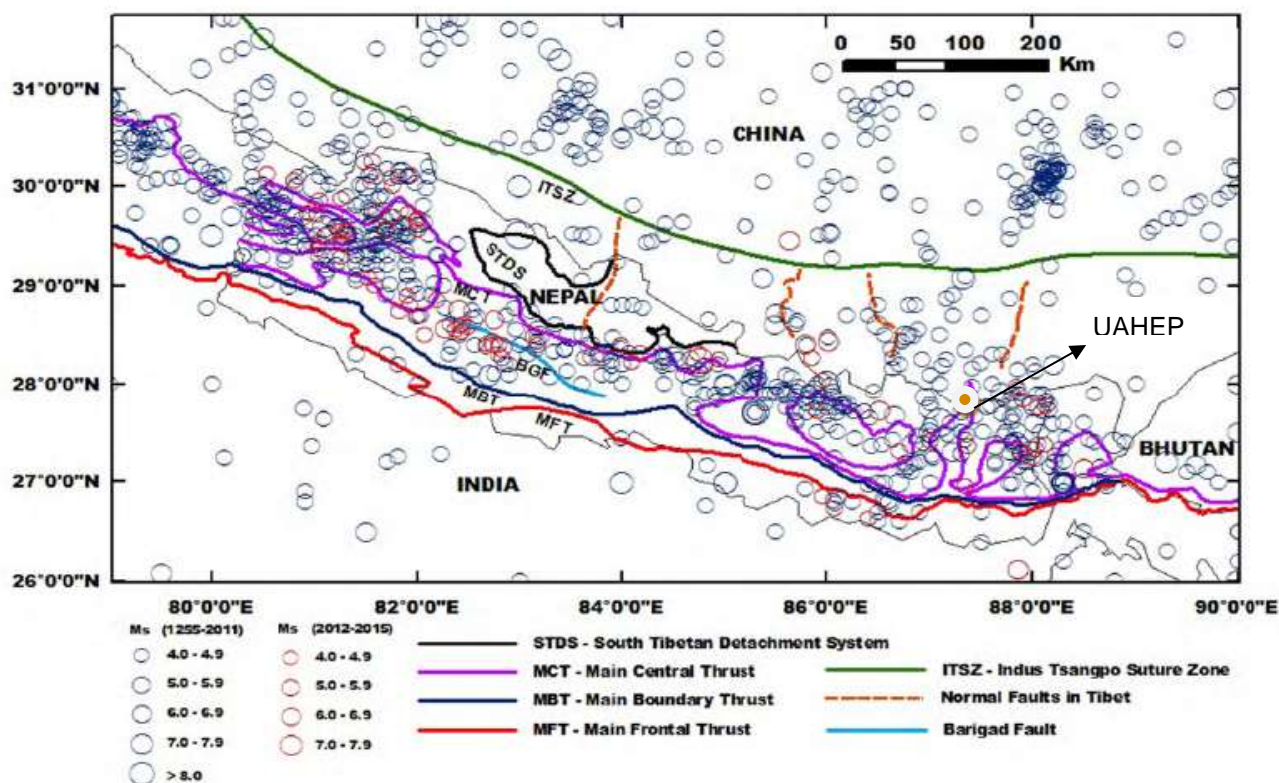 0 50 100 200
Km
31°0'0"N
CHINA
30°0'0"N
ITSZ
29°0'0"N
STDS
NEPAL
MCT
UAHEP
28°0'0"N
BGF
MBT
MFT
BHUTAN
27°0'0"N
INDIA
26°0'0"N
80°0'0"E 82°0'0"E 84°0'0"E 86°0'0"E 88°0'0"E 90°0'0"E
Ms (1255-2011)
4.0 - 4.9
5.0 - 5.9
6.0 - 6.9
7.0 - 7.9
> 8.0
Ms (2012-2015)
4.0 - 4.9
5.0 - 5.9
6.0 - 6.9
7.0 - 7.9
STDS - South Tibetan Detachment System
MCT - Main Central Thrust
MBT - Main Boundary Thrust
MFT - Main Frontal Thrust
ITSZ - Indus Tsangpo Suture Zone
Normal Faults in Tibet
Barigad Fault